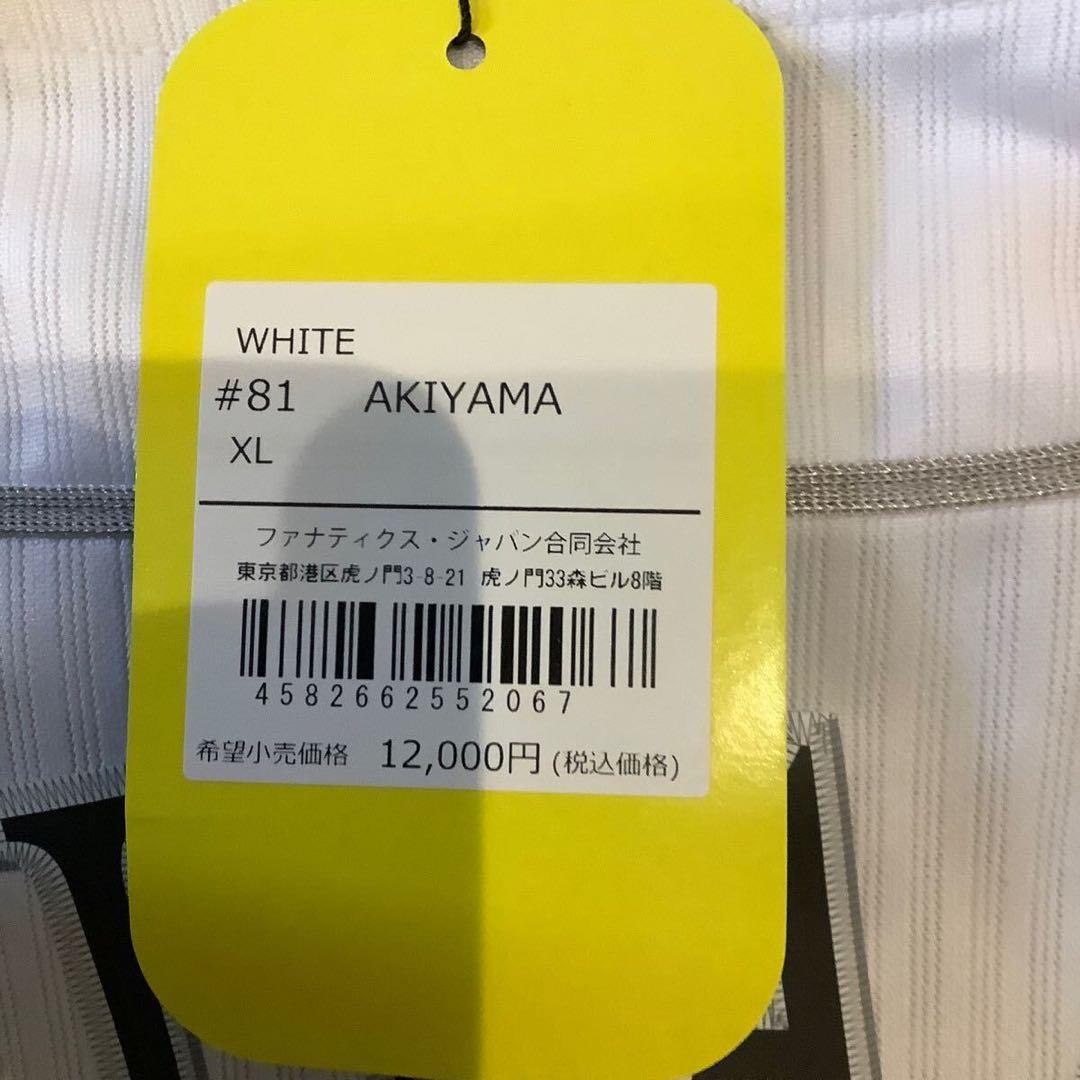 WHITE
#81 AKIYAMA
XL
ファナティクス・ジャパン合同会社
東京都港区虎ノ門3-8-21 虎ノ門33森ビル8階
4582662552067
希望小売価格 12,000円 (税込価格)